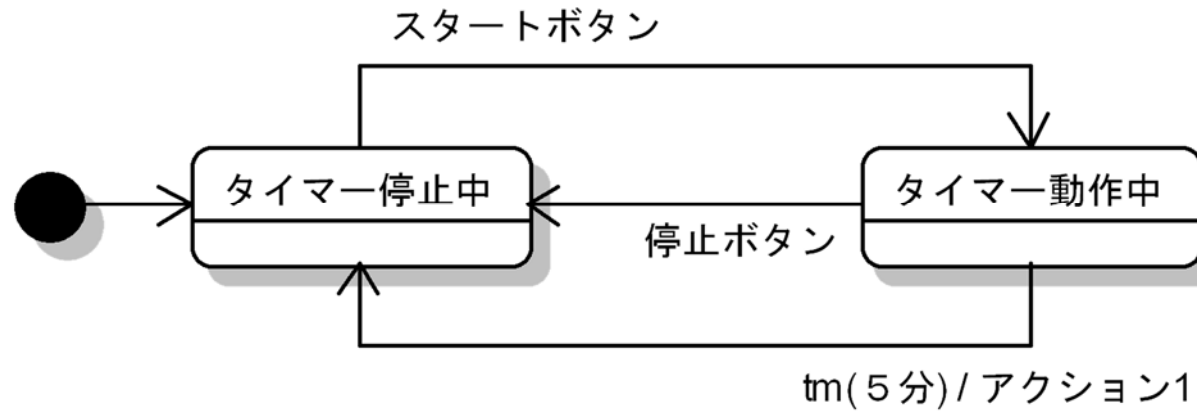 スタートボタン
タイマー停止中
タイマー動作中
停止ボタン
tm(５分) / アクション1